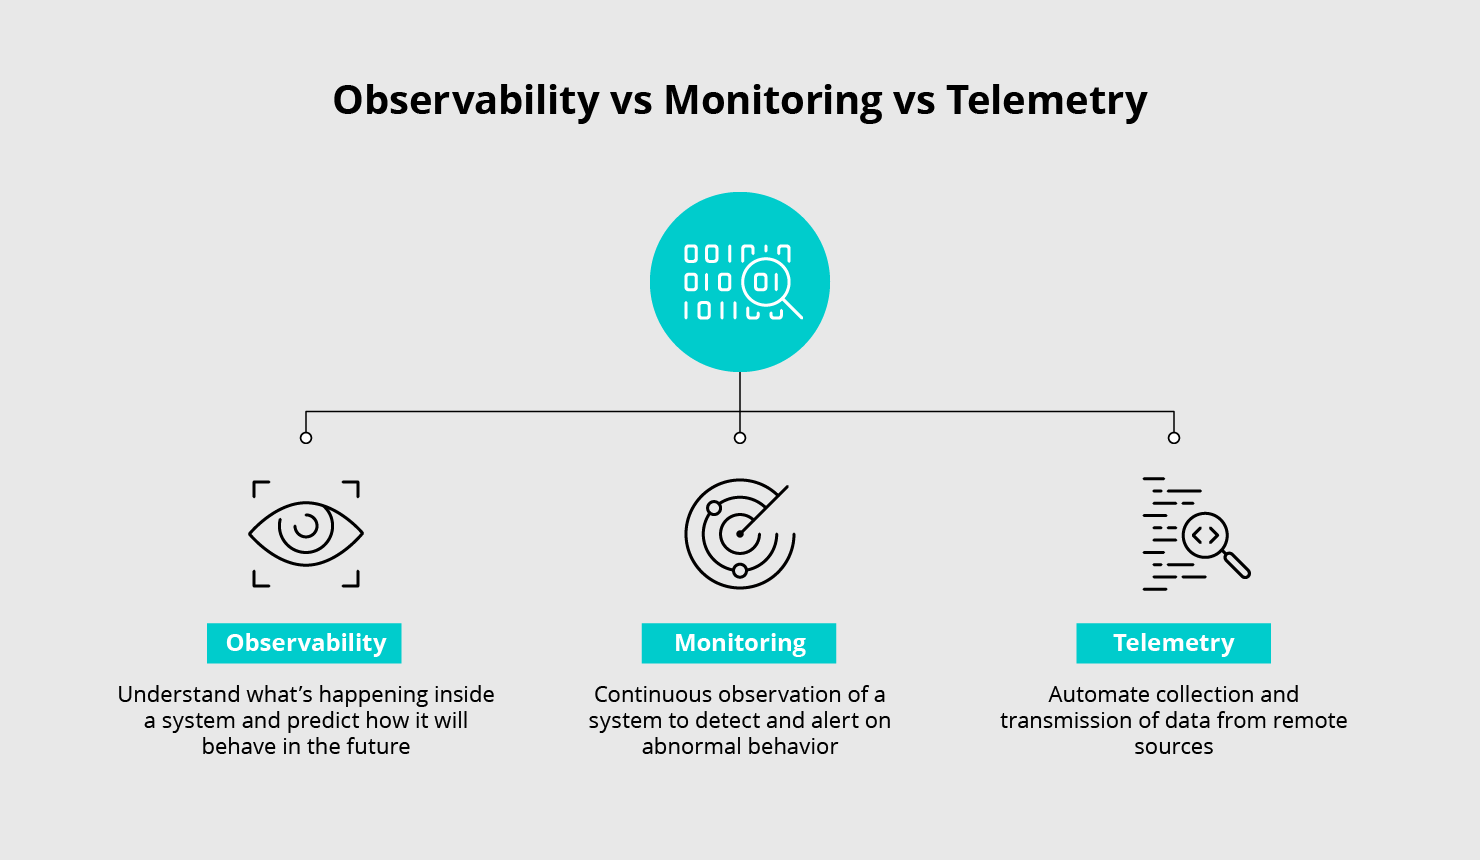 Observability vs Monitoring vs Telemetry
Observability
Understand what’s happening inside
a system and predict how it will
behave in the future
Monitoring
Continuous observation of a
system to detect and alert on
abnormal behavior
Telemetry
Automate collection and
transmission of data from remote
sources